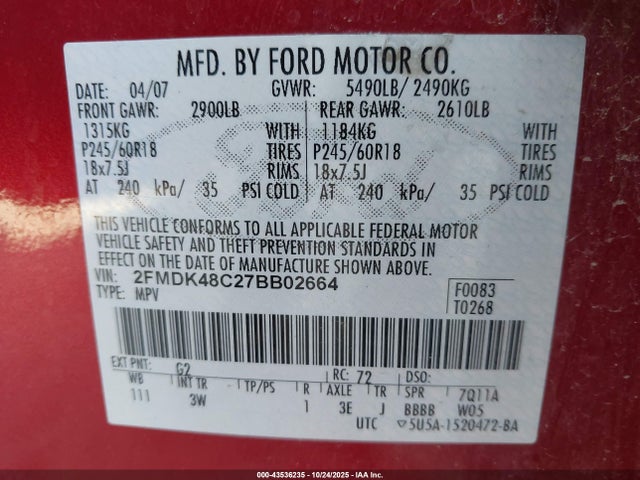 MFD. BY FORD MOTOR CO.
DATE: 04/07 GVWR: 5490LB/ 2490KG
FRONT GAWR: 2900LB REAR GAWR: 2610LB
1315KG WITH 1184KG WITH
P245/60R18 TIRES P245/60R18 TIRES
18x7.5J RIMS 18x7.5J RIMS
AT 240 kPa/ 35 PSI COLD AT 240 kPa/ 35 PSI COLD
THIS VEHICLE CONFORMS TO ALL APPLICABLE FEDERAL MOTOR
VEHICLE SAFETY AND THEFT PREVENTION STANDARDS IN
EFFECT ON THE DATE OF MANUFACTURE SHOWN ABOVE.
VIN: 2FMDK48C27BB02664 F0083
TYPE: MPV T0268
EXT PNT: G2 RC: 72 DSO:
WB INT TR TP/PS R AXLE TR SPR 7Q11A
111 3W 1 3E J BBBB W05
UTC 5U5A-1520472-BA
000-43536235 - 10/24/2025 - IAA Inc.